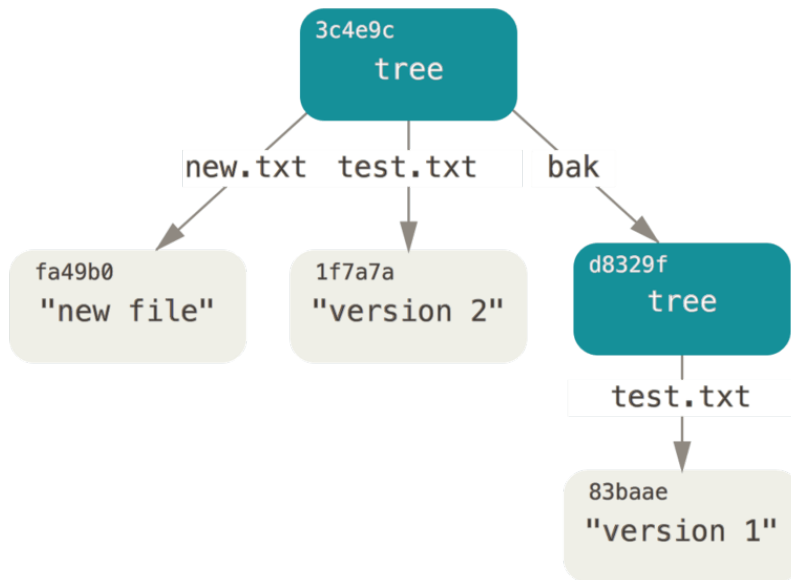 3c4e9c
tree
new.txt test.txt bak
fa49b0
"new file"
1f7a7a
"version 2"
d8329f
tree
test.txt
83baae
"version 1"